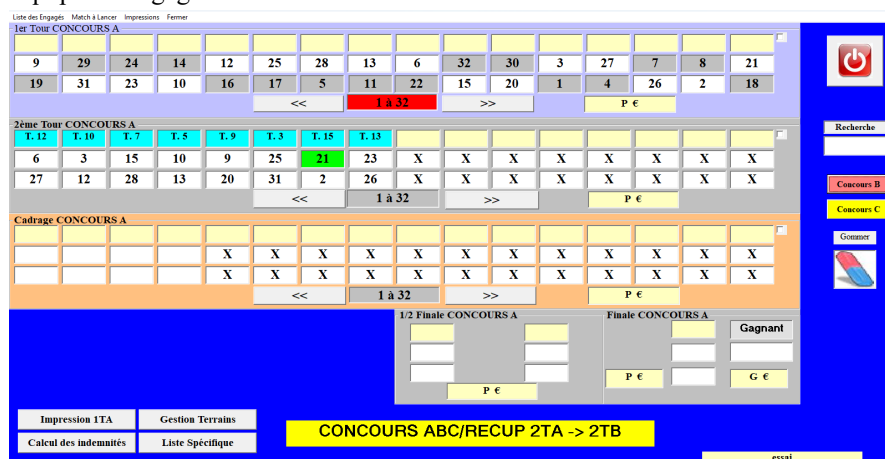 Liste des Engagés Match à Lancer Impressions Fermer
1er Tour CONCOURS A
9 29 24 14 12 25 28 13 6 32 30 3 27 7 8 21
19 31 23 10 16 17 5 11 22 15 20 1 4 26 2 18
<< 1 à 32 >> P €
2ème Tour CONCOURS A
T. 12 T. 10 T. 7 T. 5 T. 9 T. 3 T. 15 T. 13
6 3 15 10 9 25 21 23 X X X X X X X X
27 12 28 13 20 31 2 26 X X X X X X X X
<< 1 à 32 >> P €
Cadrage CONCOURS A
X X X X X X X X X X X X
X X X X X X X X X X X X
<< 1 à 32 >> P €
1/2 Finale CONCOURS A
P €
Finale CONCOURS A
Gagnant
P € G €
Recherche
Concours B
Concours C
Gommer
Impression 1TA Gestion Terrains
Calcul des indemnités Liste Spécifique
CONCOURS ABC/RECUP 2TA -> 2TB
essai